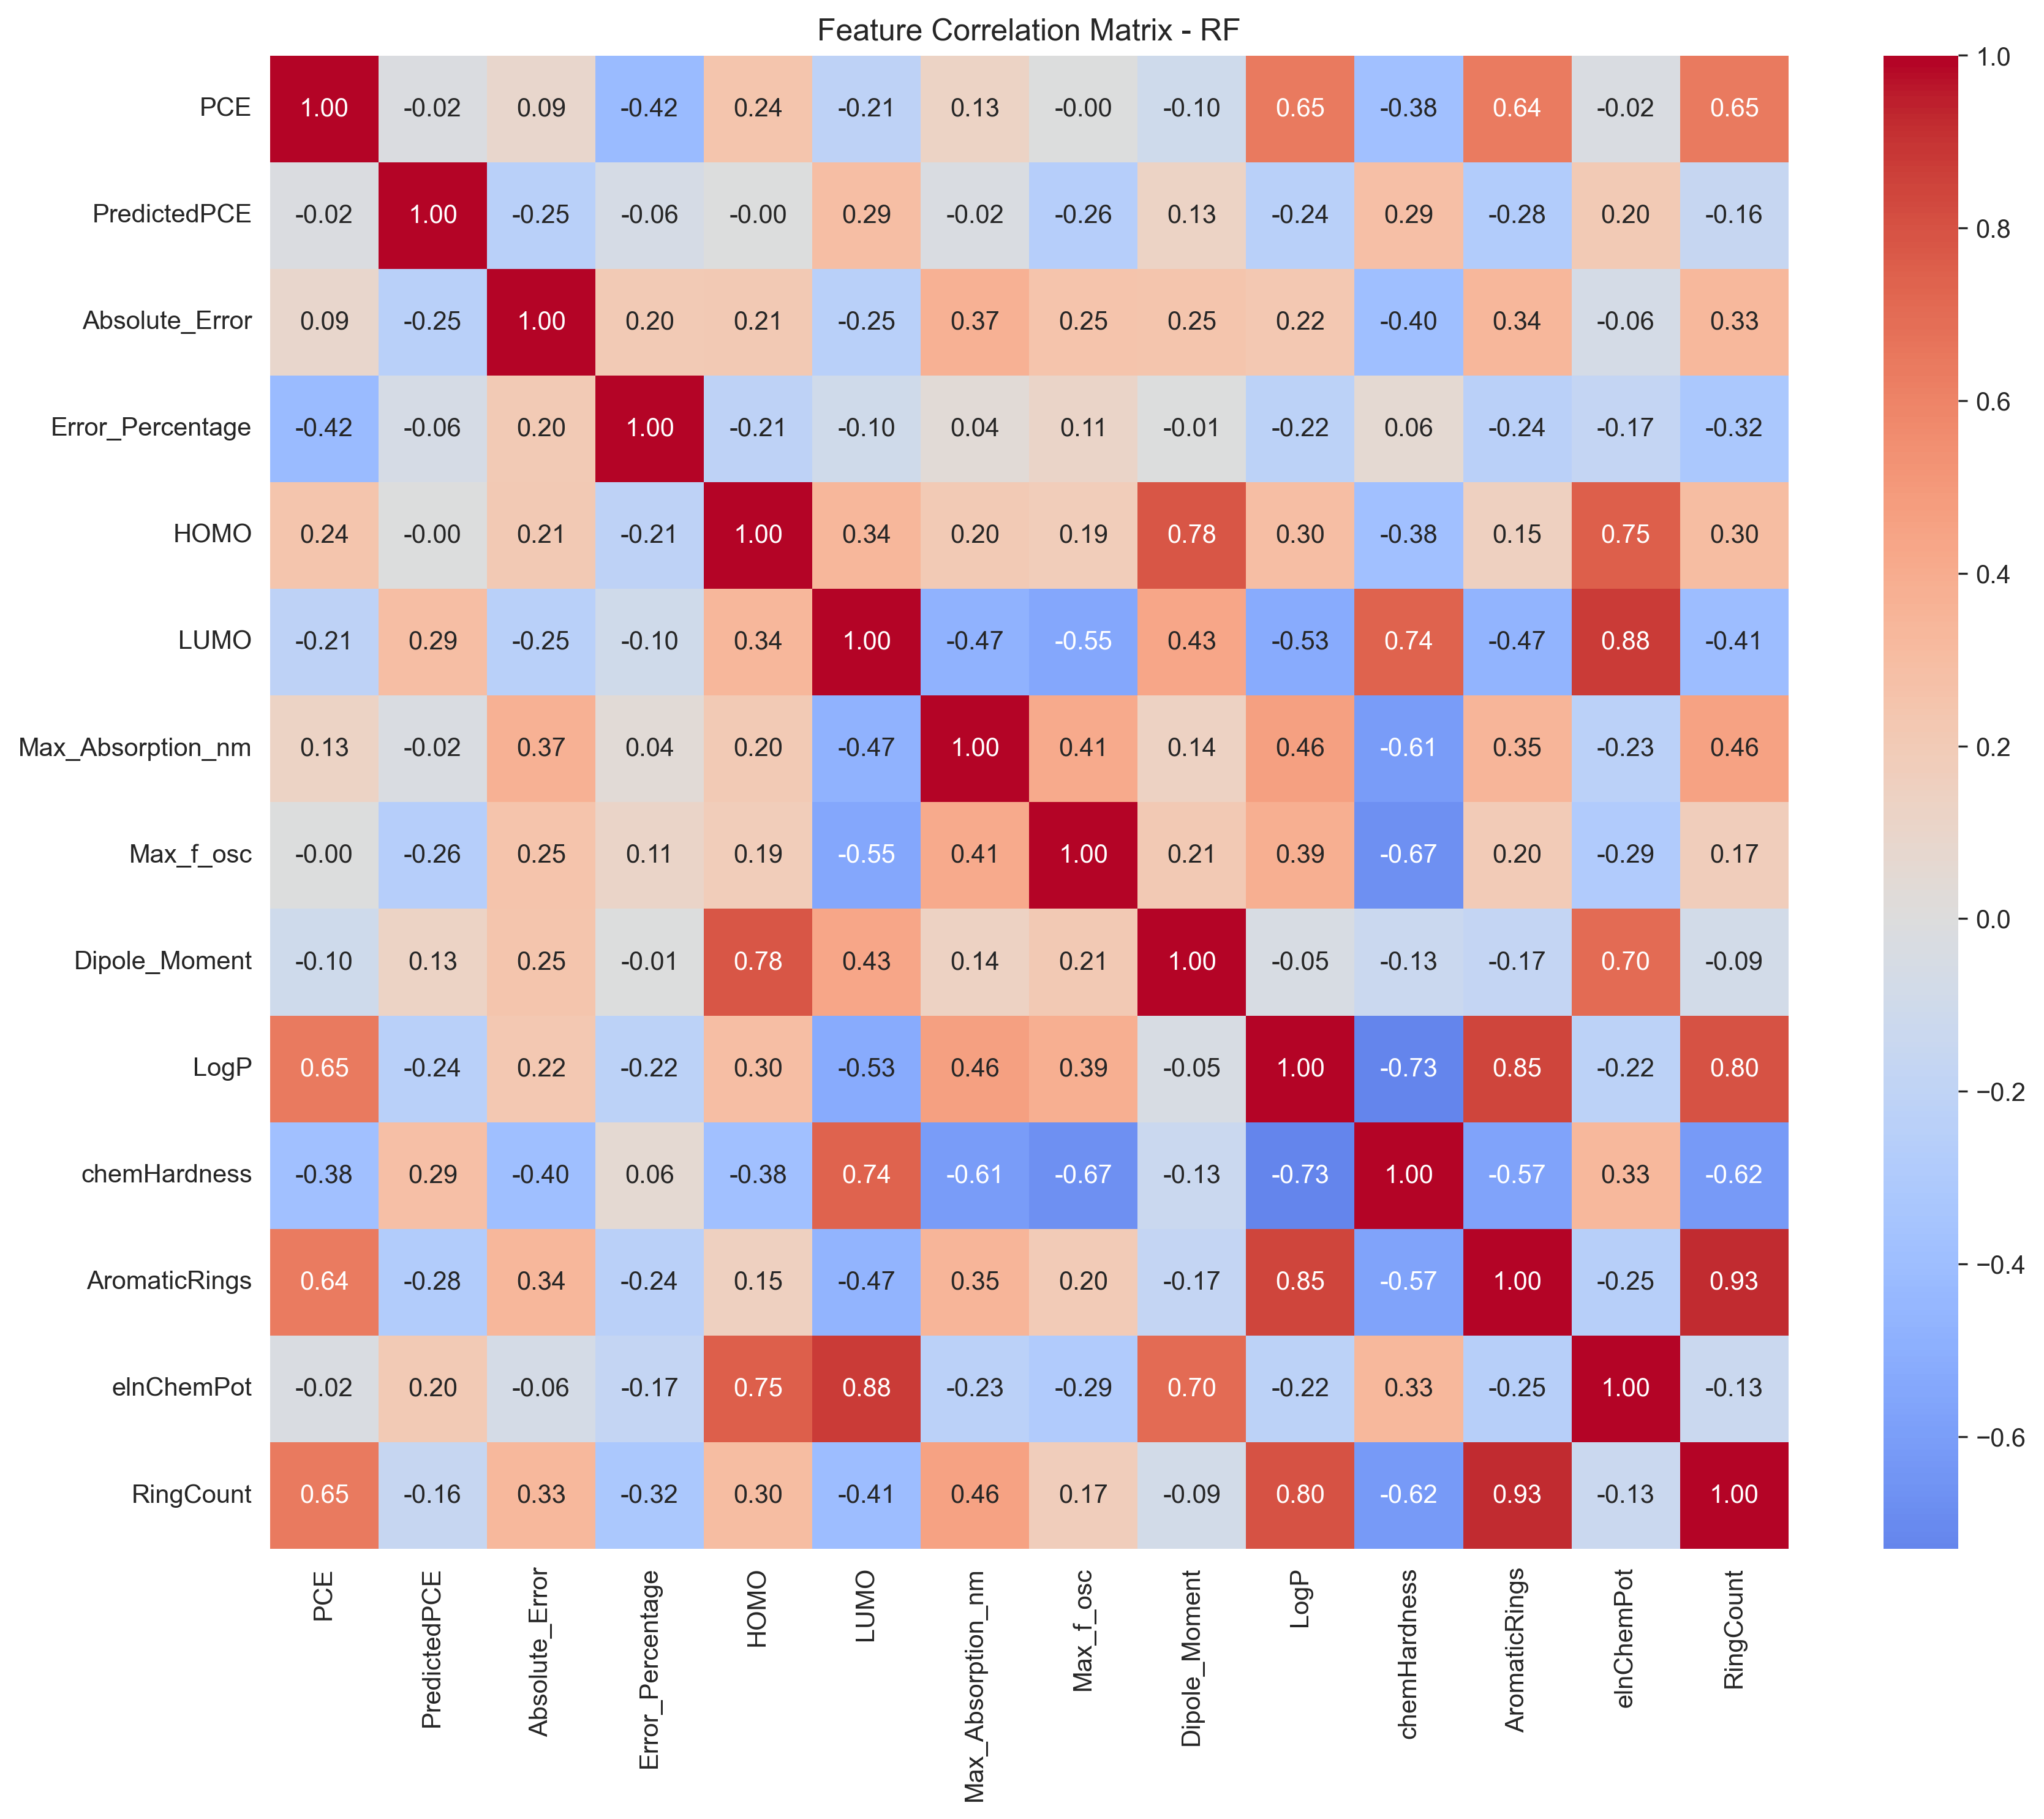 Feature Correlation Matrix - RF
PCE 1.00 -0.02 0.09 -0.42 0.24 -0.21 0.13 -0.00 -0.10 0.65 -0.38 0.64 -0.02 0.65
PredictedPCE -0.02 1.00 -0.25 -0.06 -0.00 0.29 -0.02 -0.26 0.13 -0.24 0.29 -0.28 0.20 -0.16
Absolute_Error 0.09 -0.25 1.00 0.20 0.21 -0.25 0.37 0.25 0.25 0.22 -0.40 0.34 -0.06 0.33
Error_Percentage -0.42 -0.06 0.20 1.00 -0.21 -0.10 0.04 0.11 -0.01 -0.22 0.06 -0.24 -0.17 -0.32
HOMO 0.24 -0.00 0.21 -0.21 1.00 0.34 0.20 0.19 0.78 0.30 -0.38 0.15 0.75 0.30
LUMO -0.21 0.29 -0.25 -0.10 0.34 1.00 -0.47 -0.55 0.43 -0.53 0.74 -0.47 0.88 -0.41
Max_Absorption_nm 0.13 -0.02 0.37 0.04 0.20 -0.47 1.00 0.41 0.14 0.46 -0.61 0.35 -0.23 0.46
Max_f_osc -0.00 -0.26 0.25 0.11 0.19 -0.55 0.41 1.00 0.21 0.39 -0.67 0.20 -0.29 0.17
Dipole_Moment -0.10 0.13 0.25 -0.01 0.78 0.43 0.14 0.21 1.00 -0.05 -0.13 -0.17 0.70 -0.09
LogP 0.65 -0.24 0.22 -0.22 0.30 -0.53 0.46 0.39 -0.05 1.00 -0.73 0.85 -0.22 0.80
chemHardness -0.38 0.29 -0.40 0.06 -0.38 0.74 -0.61 -0.67 -0.13 -0.73 1.00 -0.57 0.33 -0.62
AromaticRings 0.64 -0.28 0.34 -0.24 0.15 -0.47 0.35 0.20 -0.17 0.85 -0.57 1.00 -0.25 0.93
elnChemPot -0.02 0.20 -0.06 -0.17 0.75 0.88 -0.23 -0.29 0.70 -0.22 0.33 -0.25 1.00 -0.13
RingCount 0.65 -0.16 0.33 -0.32 0.30 -0.41 0.46 0.17 -0.09 0.80 -0.62 0.93 -0.13 1.00
PCE
PredictedPCE
Absolute_Error
Error_Percentage
HOMO
LUMO
Max_Absorption_nm
Max_f_osc
Dipole_Moment
LogP
chemHardness
AromaticRings
elnChemPot
RingCount
1.0
0.8
0.6
0.4
0.2
0.0
−0.2
−0.4
−0.6